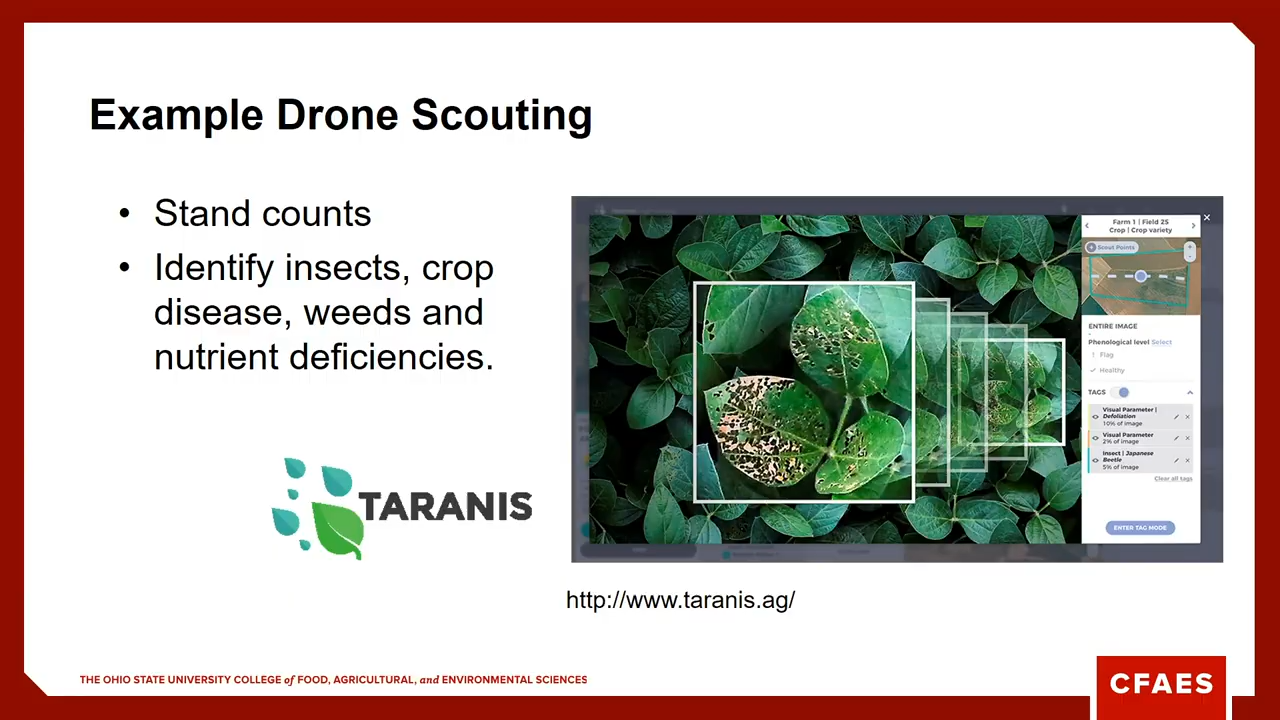 Example Drone Scouting
• Stand counts
• Identify insects, crop
disease, weeds and
nutrient deficiencies.
TARANIS
Farm 1 | Field 25
Crop | Crop variety
Scout Points
ENTIRE IMAGE
Phenological level Select
Flag
Healthy
TAGS
Visual Parameter |
Defoliation
10% of image
Visual Parameter
2% of image
Insect | Japanese
Beetle
5% of image
Clear all tags
ENTER TAG MODE
http://www.taranis.ag/
THE OHIO STATE UNIVERSITY COLLEGE of FOOD, AGRICULTURAL, and ENVIRONMENTAL SCIENCES
CFAES